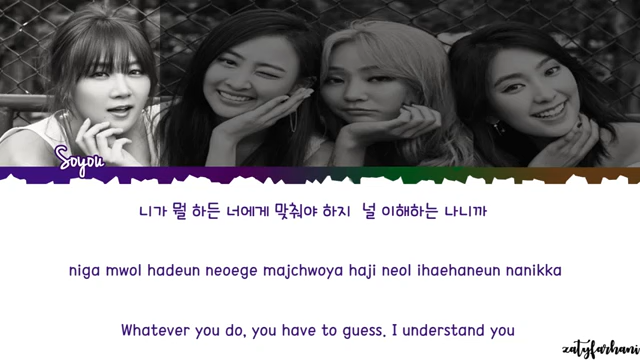 Soyou
니가 뭘 하든 너에게 맞춰야 하지 널 이해하는 나니까
niga mwol hadeun neoege majchwoya haji neol ihaehaneun nanikka
Whatever you do, you have to guess. I understand you
zatyfarhani